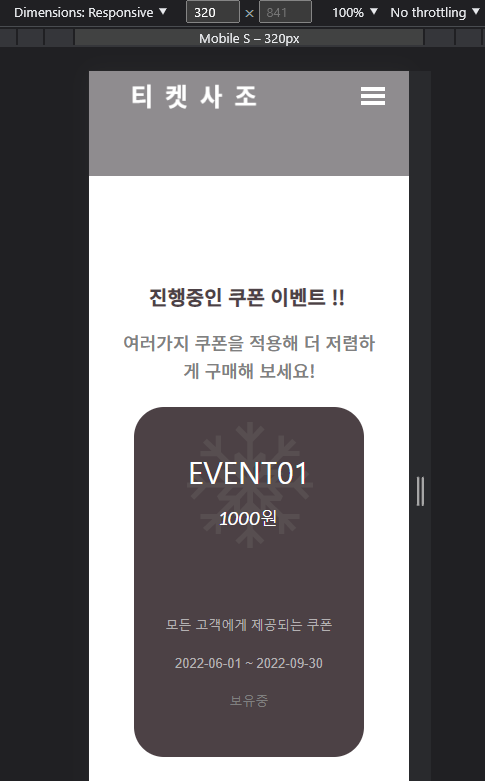 Dimensions: Responsive ▼ 320 × 841 100% ▼ No throttling ▼
Mobile S – 320px
티켓사조
진행중인 쿠폰 이벤트 !!
여러가지 쿠폰을 적용해 더 저렴하
게 구매해 보세요!
EVENT01
1000원
모든 고객에게 제공되는 쿠폰
2022-06-01 ~ 2022-09-30
보유중